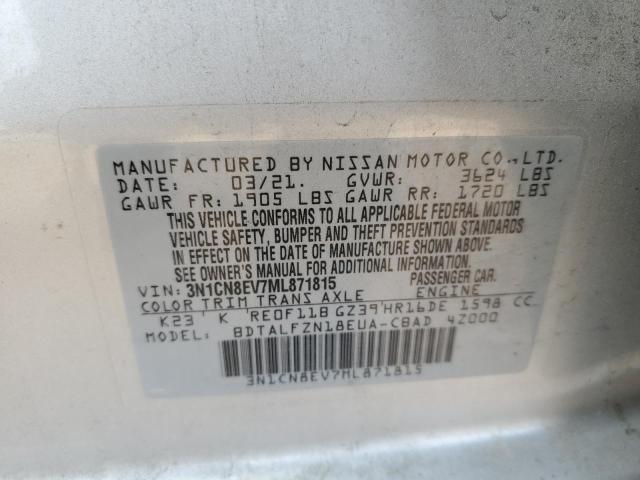 MANUFACTURED BY NISSAN MOTOR CO.,LTD.
DATE: 03/21. GVWR: 3624 LBS
GAWR FR: 1905 LBS GAWR RR: 1720 LBS
THIS VEHICLE CONFORMS TO ALL APPLICABLE FEDERAL MOTOR
VEHICLE SAFETY, BUMPER AND THEFT PREVENTION STANDARDS
IN EFFECT ON THE DATE OF MANUFACTURE SHOWN ABOVE.
SEE OWNER'S MANUAL FOR ADDITIONAL INFORMATION.
VIN: 3N1CN8EV7ML871815 PASSENGER CAR.
COLOR TRIM TRANS AXLE ENGINE
K23 K RE0F11B GZ39 HR16DE 1598 CC
BDTALFZN18EUA-CBAD 4Z000
3N1CN8EV7ML871815